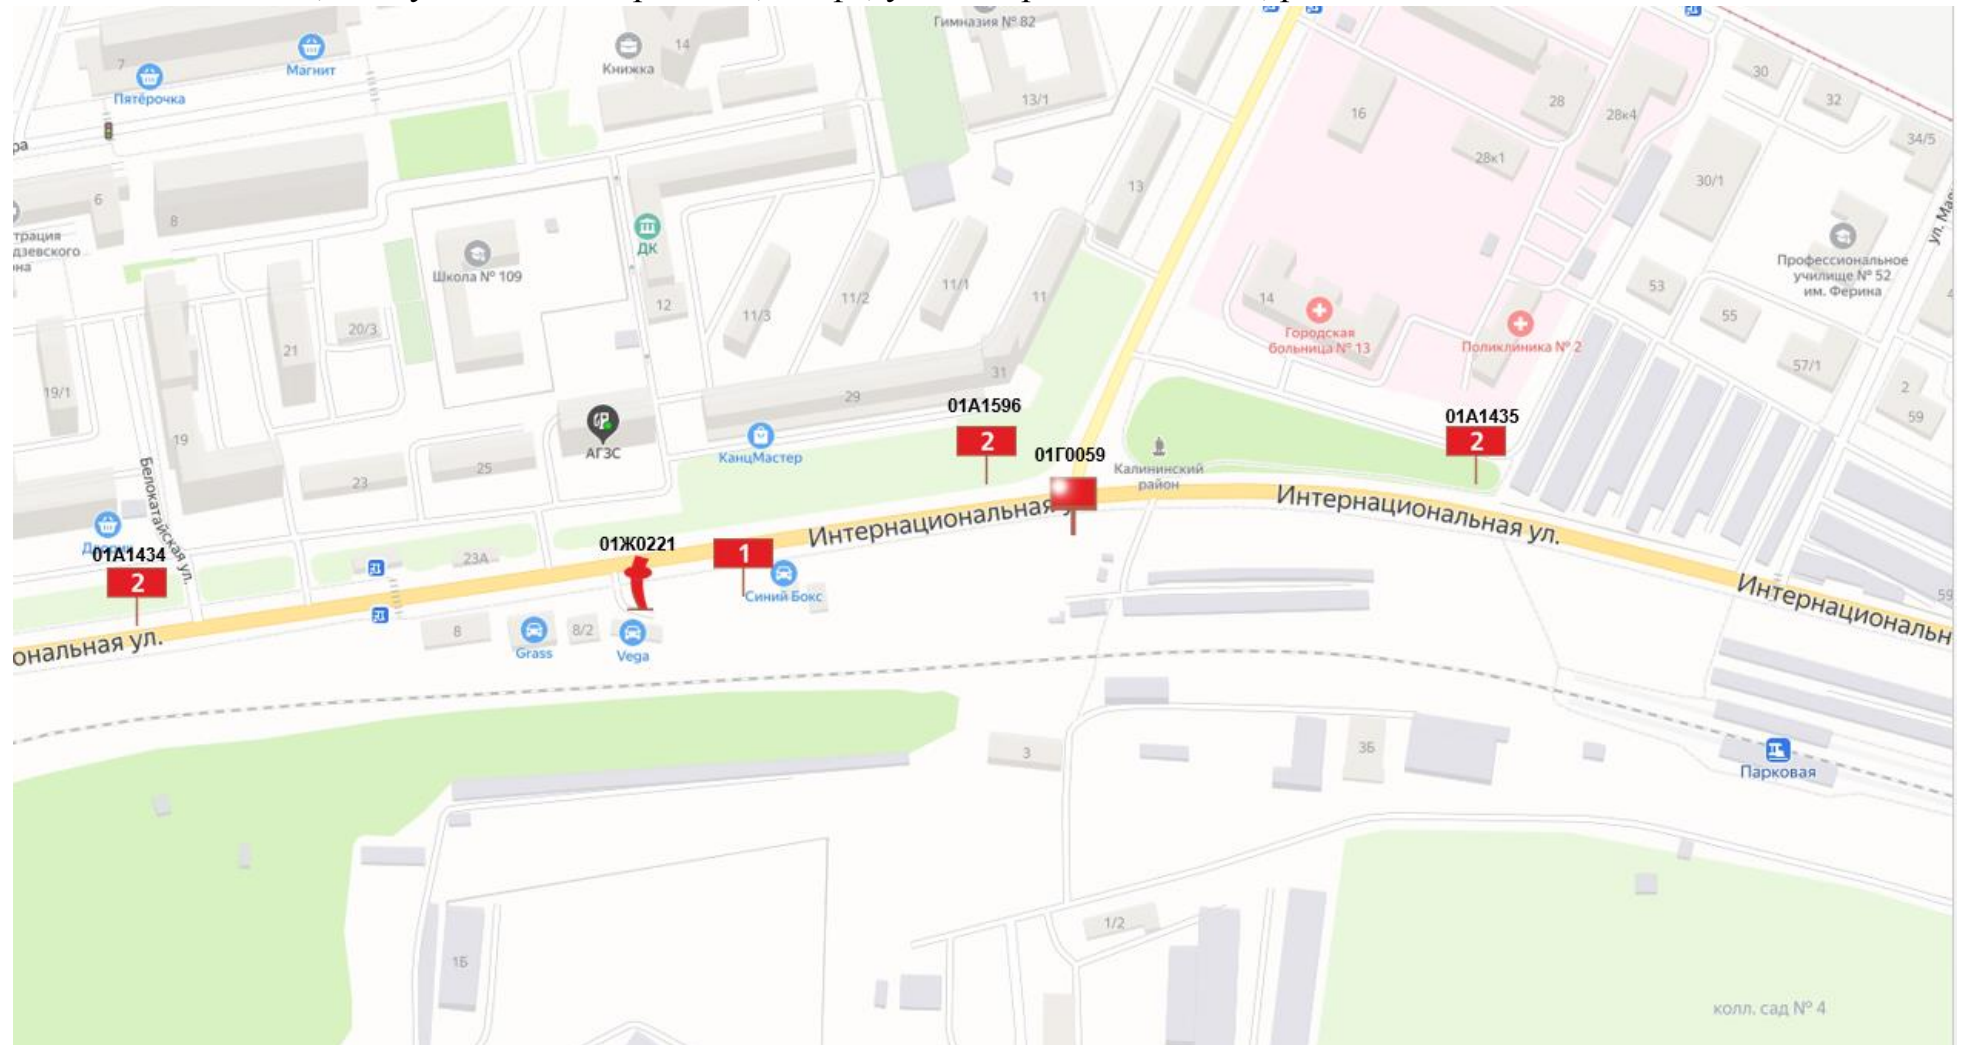 Гимназия № 82
7
Магнит
Пятёрочка
Книжка
14
13/1
16
28
28к4
28к1
30
32
34/5
30/1
ра
6
8
трация
дзевского
на
Школа № 109
ДК
12
13
11/3
11/2
11/1
11
14
Городская
больница № 13
Поликлиника № 2
53
55
57/1
Профессиональное
училище № 52
им. Ферина
2
59
19/1
21
20/3
19
23
25
АГЗС
29
31
КанцМастер
01А1596
2
01Г0059
Калининский
район
01А1435
2
Белокатайская ул.
01А1434
2
23А
01Ж0221
1
Синий Бокс
Интернациональная у
Интернациональная ул.
Интернациональн
59
ональная ул.
8
Grass
8/2
Vega
3
3Б
Парковая
1Б
1/2
колл. сад № 4